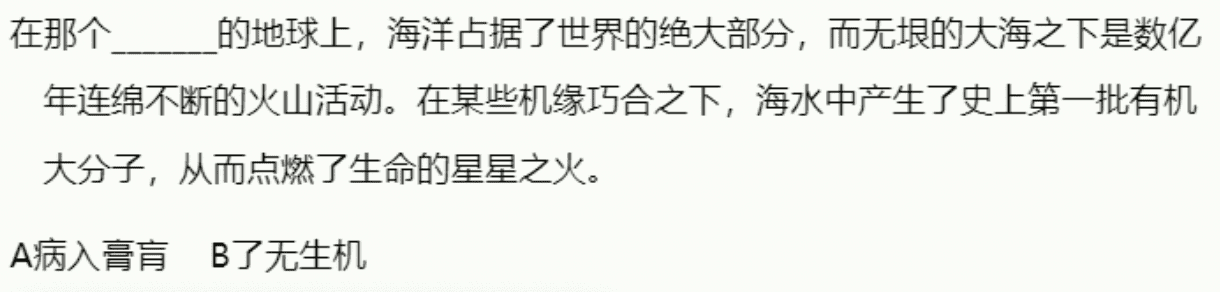 在那个_______的地球上，海洋占据了世界的绝大部分，而无垠的大海之下是数亿
年连绵不断的火山活动。在某些机缘巧合之下，海水中产生了史上第一批有机
大分子，从而点燃了生命的星星之火。
A病入膏肓 B了无生机